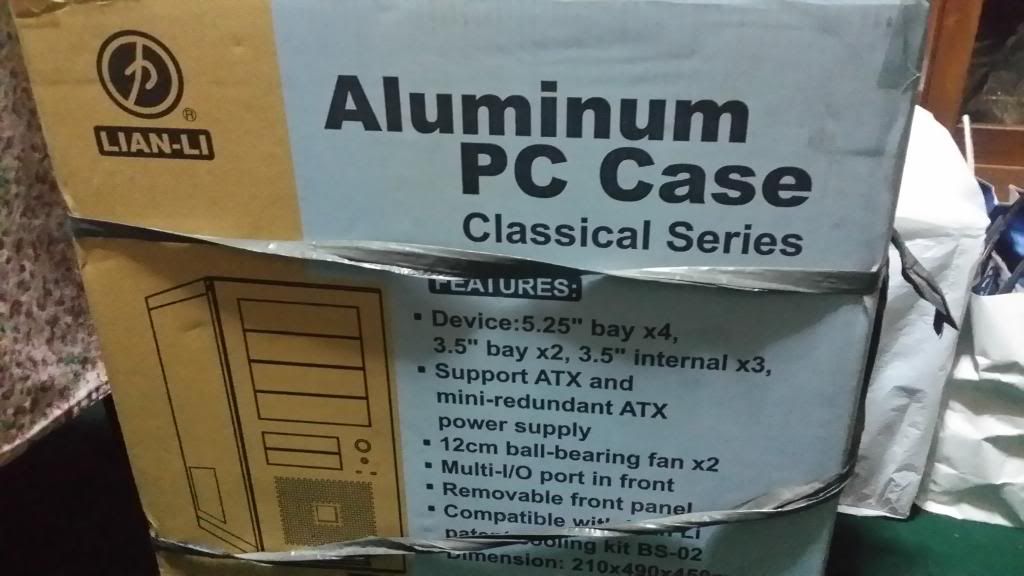 ®
LIAN-LI
Aluminum
PC Case
Classical Series
FEATURES:
▪ Device:5.25" bay x4,
3.5" bay x2, 3.5" internal x3,
▪ Support ATX and
mini-redundant ATX
power supply
▪ 12cm ball-bearing fan x2
▪ Multi-I/O port in front
▪ Removable front panel
▪ Compatible with
cooling kit BS-02
Dimension: 210x490x450